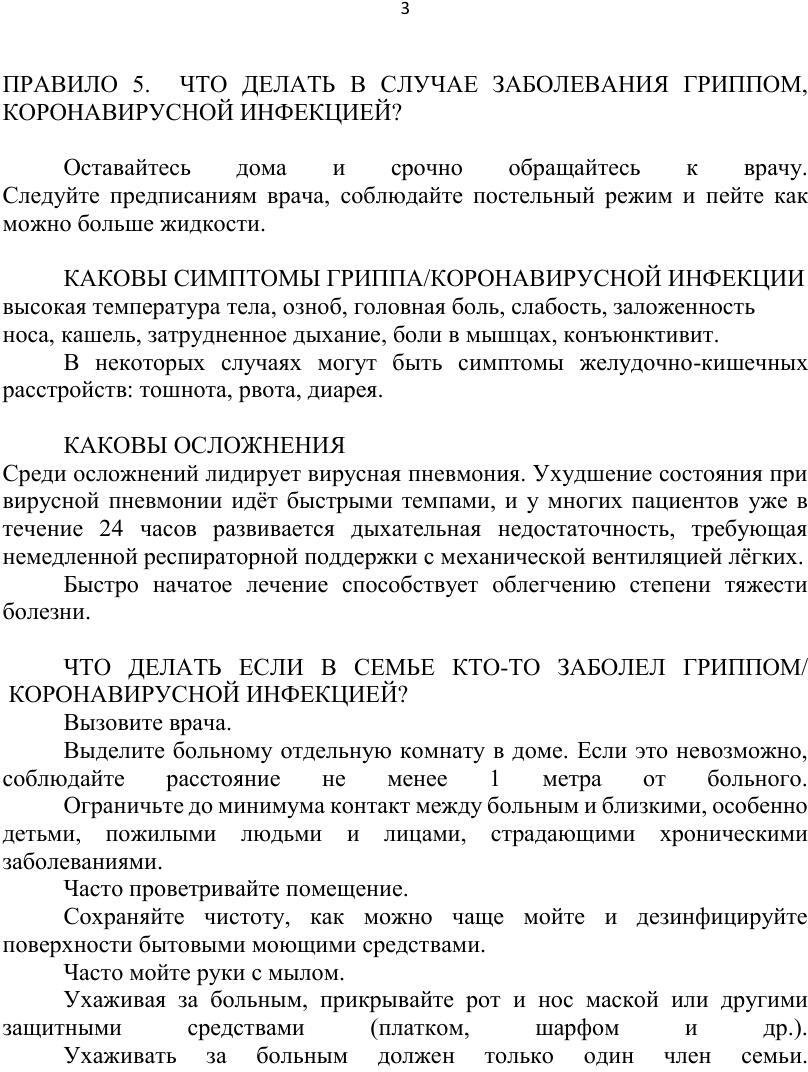 3
ПРАВИЛО 5. ЧТО ДЕЛАТЬ В СЛУЧАЕ ЗАБОЛЕВАНИЯ ГРИППОМ,
КОРОНАВИРУСНОЙ ИНФЕКЦИЕЙ?
Оставайтесь дома и срочно обращайтесь к врачу.
Следуйте предписаниям врача, соблюдайте постельный режим и пейте как
можно больше жидкости.
КАКОВЫ СИМПТОМЫ ГРИППА/КОРОНАВИРУСНОЙ ИНФЕКЦИИ
высокая температура тела, озноб, головная боль, слабость, заложенность
носа, кашель, затрудненное дыхание, боли в мышцах, конъюнктивит.
В некоторых случаях могут быть симптомы желудочно-кишечных
расстройств: тошнота, рвота, диарея.
КАКОВЫ ОСЛОЖНЕНИЯ
Среди осложнений лидирует вирусная пневмония. Ухудшение состояния при
вирусной пневмонии идёт быстрыми темпами, и у многих пациентов уже в
течение 24 часов развивается дыхательная недостаточность, требующая
немедленной респираторной поддержки с механической вентиляцией лёгких.
Быстро начатое лечение способствует облегчению степени тяжести
болезни.
ЧТО ДЕЛАТЬ ЕСЛИ В СЕМЬЕ КТО-ТО ЗАБОЛЕЛ ГРИППОМ/
КОРОНАВИРУСНОЙ ИНФЕКЦИЕЙ?
Вызовите врача.
Выделите больному отдельную комнату в доме. Если это невозможно,
соблюдайте расстояние не менее 1 метра от больного.
Ограничьте до минимума контакт между больным и близкими, особенно
детьми, пожилыми людьми и лицами, страдающими хроническими
заболеваниями.
Часто проветривайте помещение.
Сохраняйте чистоту, как можно чаще мойте и дезинфицируйте
поверхности бытовыми моющими средствами.
Часто мойте руки с мылом.
Ухаживая за больным, прикрывайте рот и нос маской или другими
защитными средствами (платком, шарфом и др.).
Ухаживать за больным должен только один член семьи.